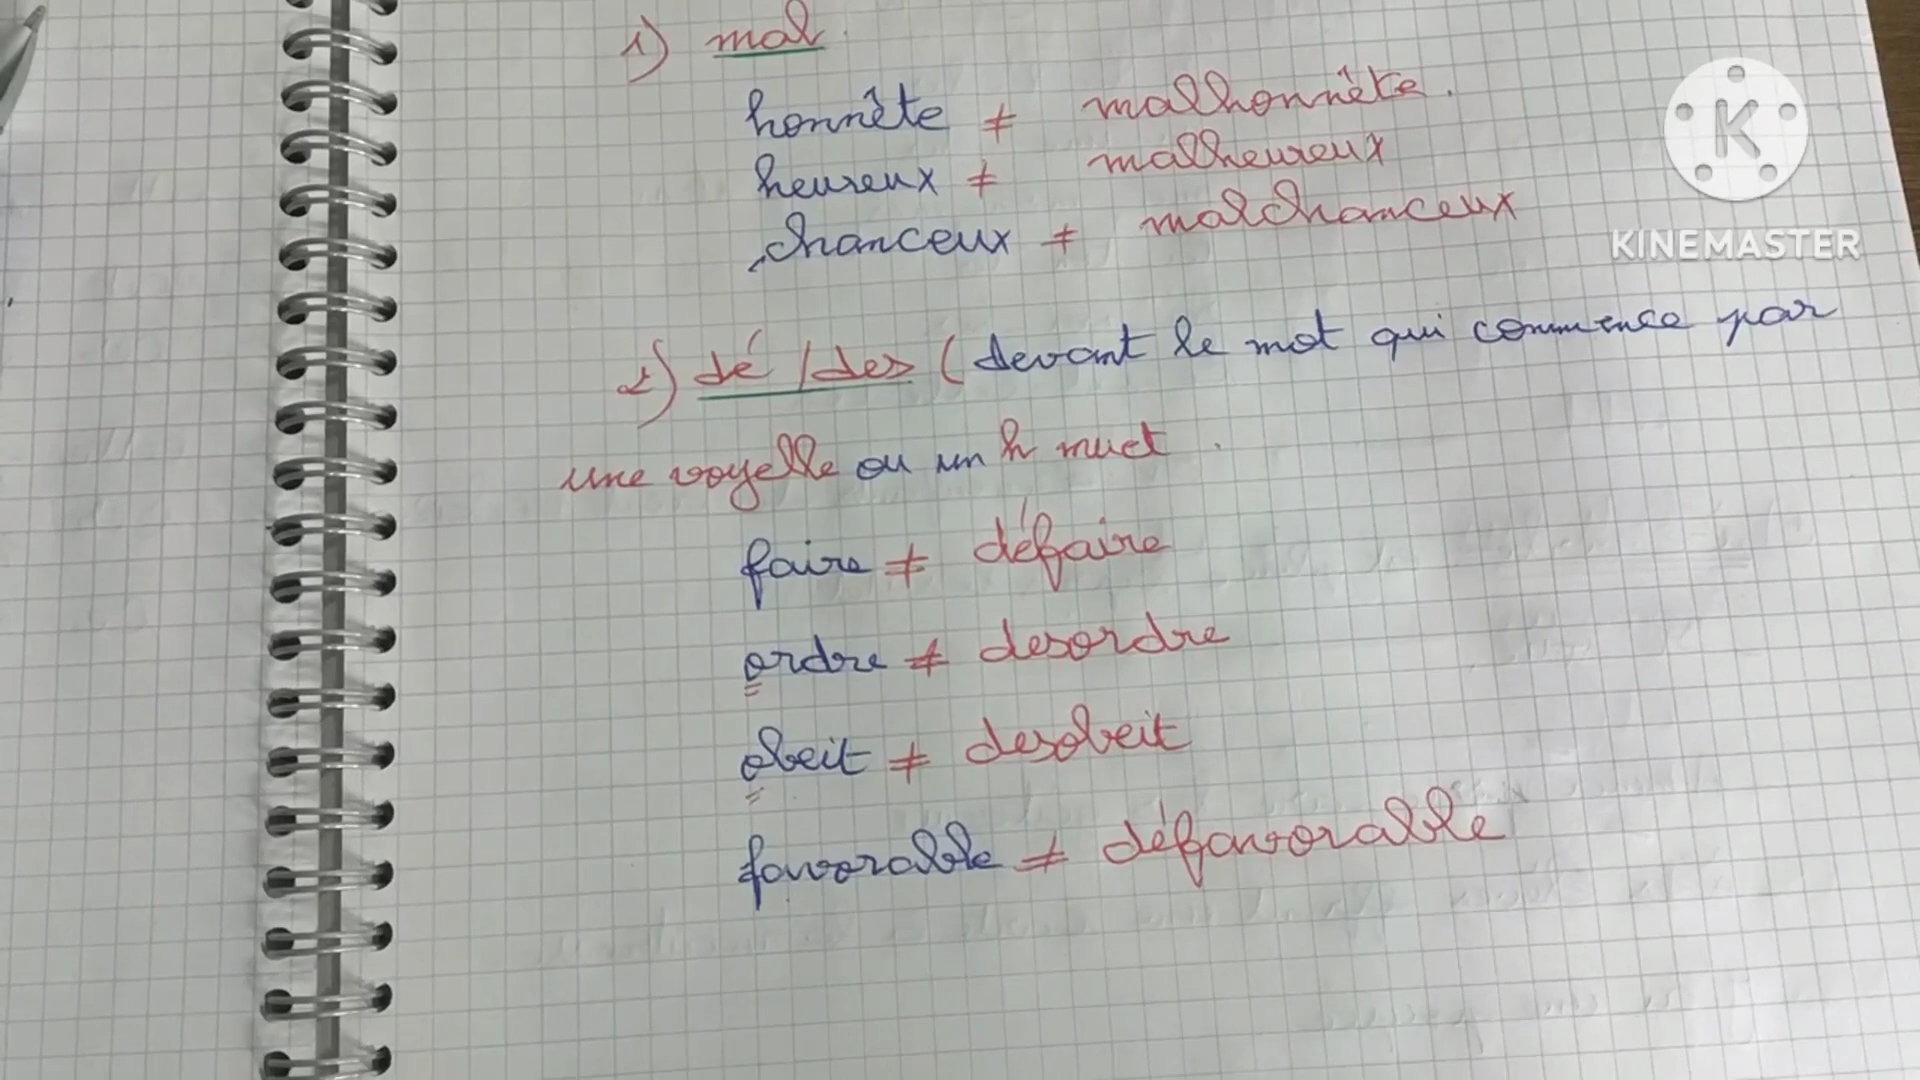 1) mal.
honnête ≠ malhonnête.
heureux ≠ malheureux
chanceux ≠ malchanceux
2) dé / des ( devant le mot qui commence par
une voyelle ou un h muet.
faire ≠ défaire
ordre ≠ desordre
obeit ≠ desobeit
favorable ≠ défavorable
K
KINEMASTER